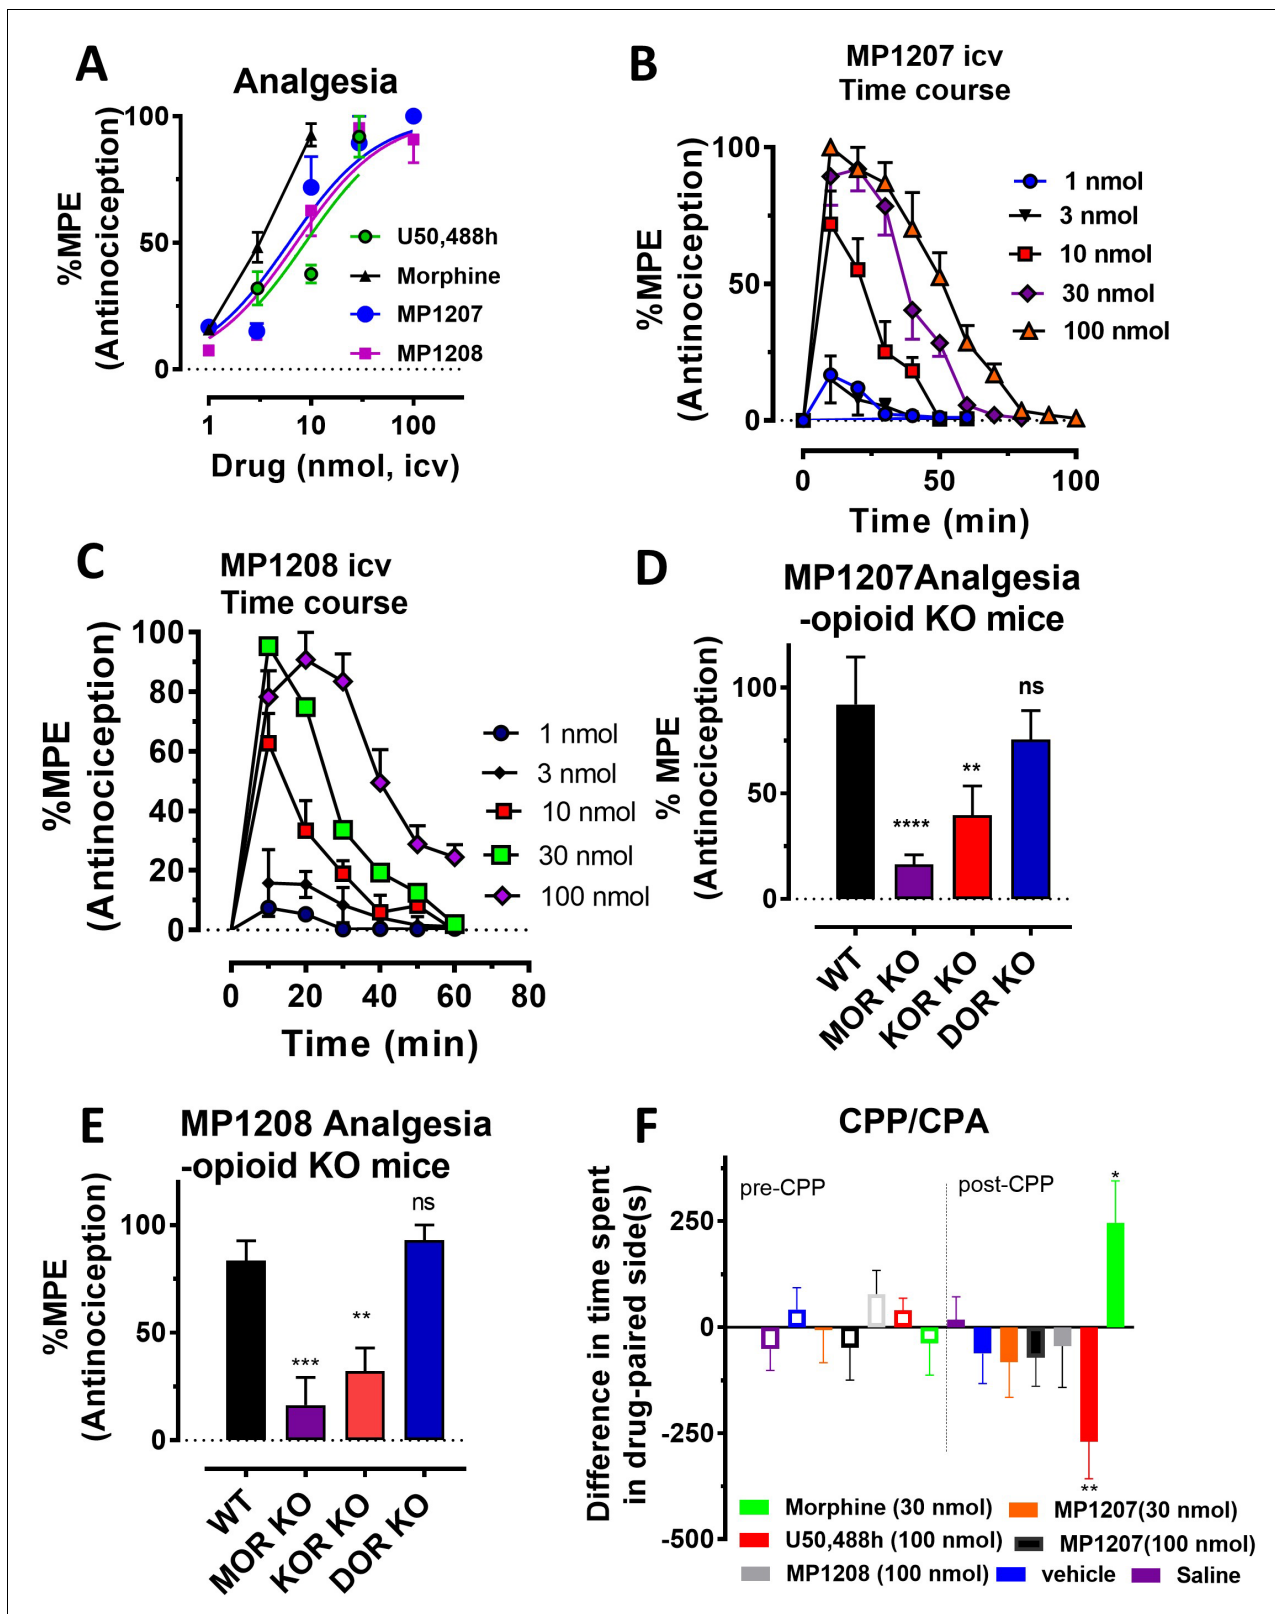 A
Analgesia
%MPE
(Antinociception)
100
50
0
U50,488h
Morphine
MP1207
MP1208
1
10
100
Drug (nmol, icv)
B
MP1207 icv
Time course
%MPE
(Antinociception)
100
50
0
1 nmol
3 nmol
10 nmol
30 nmol
100 nmol
0
50
100
Time (min)
C
MP1208 icv
Time course
%MPE
(Antinociception)
100
80
60
40
20
0
1 nmol
3 nmol
10 nmol
30 nmol
100 nmol
0
20
40
60
80
Time (min)
D
MP1207Analgesia
-opioid KO mice
% MPE
(Antinociception)
100
50
0
****
**
ns
WT
MOR KO
KOR KO
DOR KO
E
MP1208 Analgesia
-opioid KO mice
%MPE
(Antinociception)
100
50
0
***
**
ns
WT
MOR KO
KOR KO
DOR KO
F
CPP/CPA
Difference in time spent
in drug-paired side(s)
250
0
-250
-500
pre-CPP
post-CPP
*
**
Morphine (30 nmol)
MP1207(30 nmol)
U50,488h (100 nmol)
MP1207(100 nmol)
MP1208 (100 nmol)
vehicle
Saline